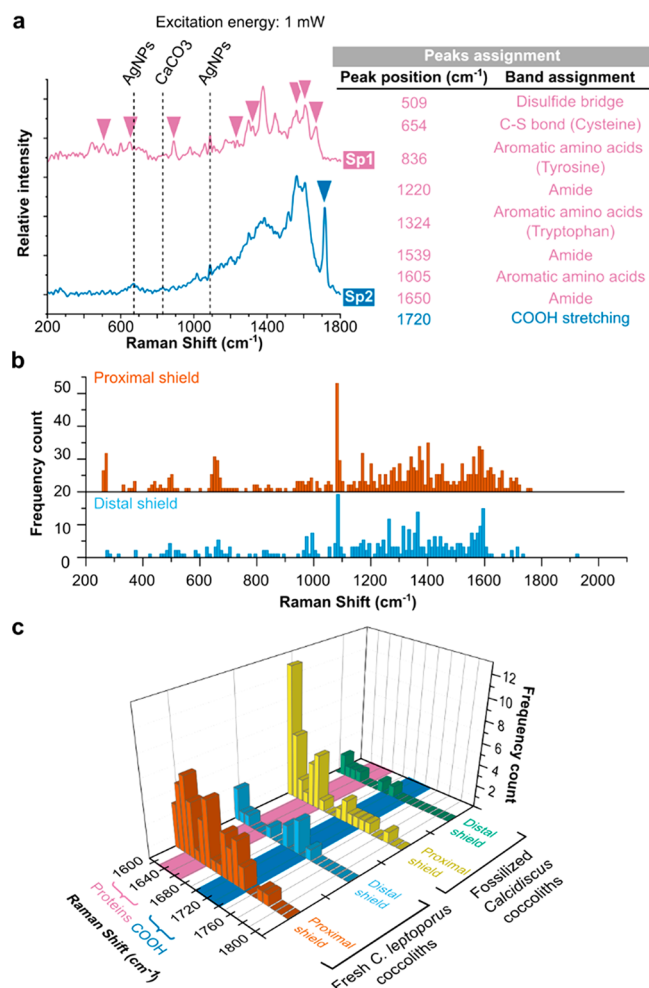 a
Excitation energy: 1 mW
AgNPs
CaCO3
AgNPs
Relative intensity
Sp1
Sp2
200 600 1000 1400 1800
Raman Shift (cm-1)
Peaks assignment
Peak position (cm-1) Band assignment
509 Disulfide bridge
654 C-S bond (Cysteine)
836 Aromatic amino acids
(Tyrosine)
1220 Amide
1324 Aromatic amino acids
(Tryptophan)
1539 Amide
1605 Aromatic amino acids
1650 Amide
1720 COOH stretching
b
Proximal shield
Distal shield
Frequency count
50
40
30
20
10
0
200 400 600 800 1000 1200 1400 1600 1800 2000
Raman Shift (cm-1)
c
Frequency count
12
10
8
6
4
2
1600
1640
1680
1720
1760
1800
Proteins
COOH
Raman Shift (cm-1)
Proximal
shield
Distal
shield
Proximal
shield
Distal
shield
Fresh C. leptoporus
coccoliths
Fossilized
Calcidiscus
coccoliths